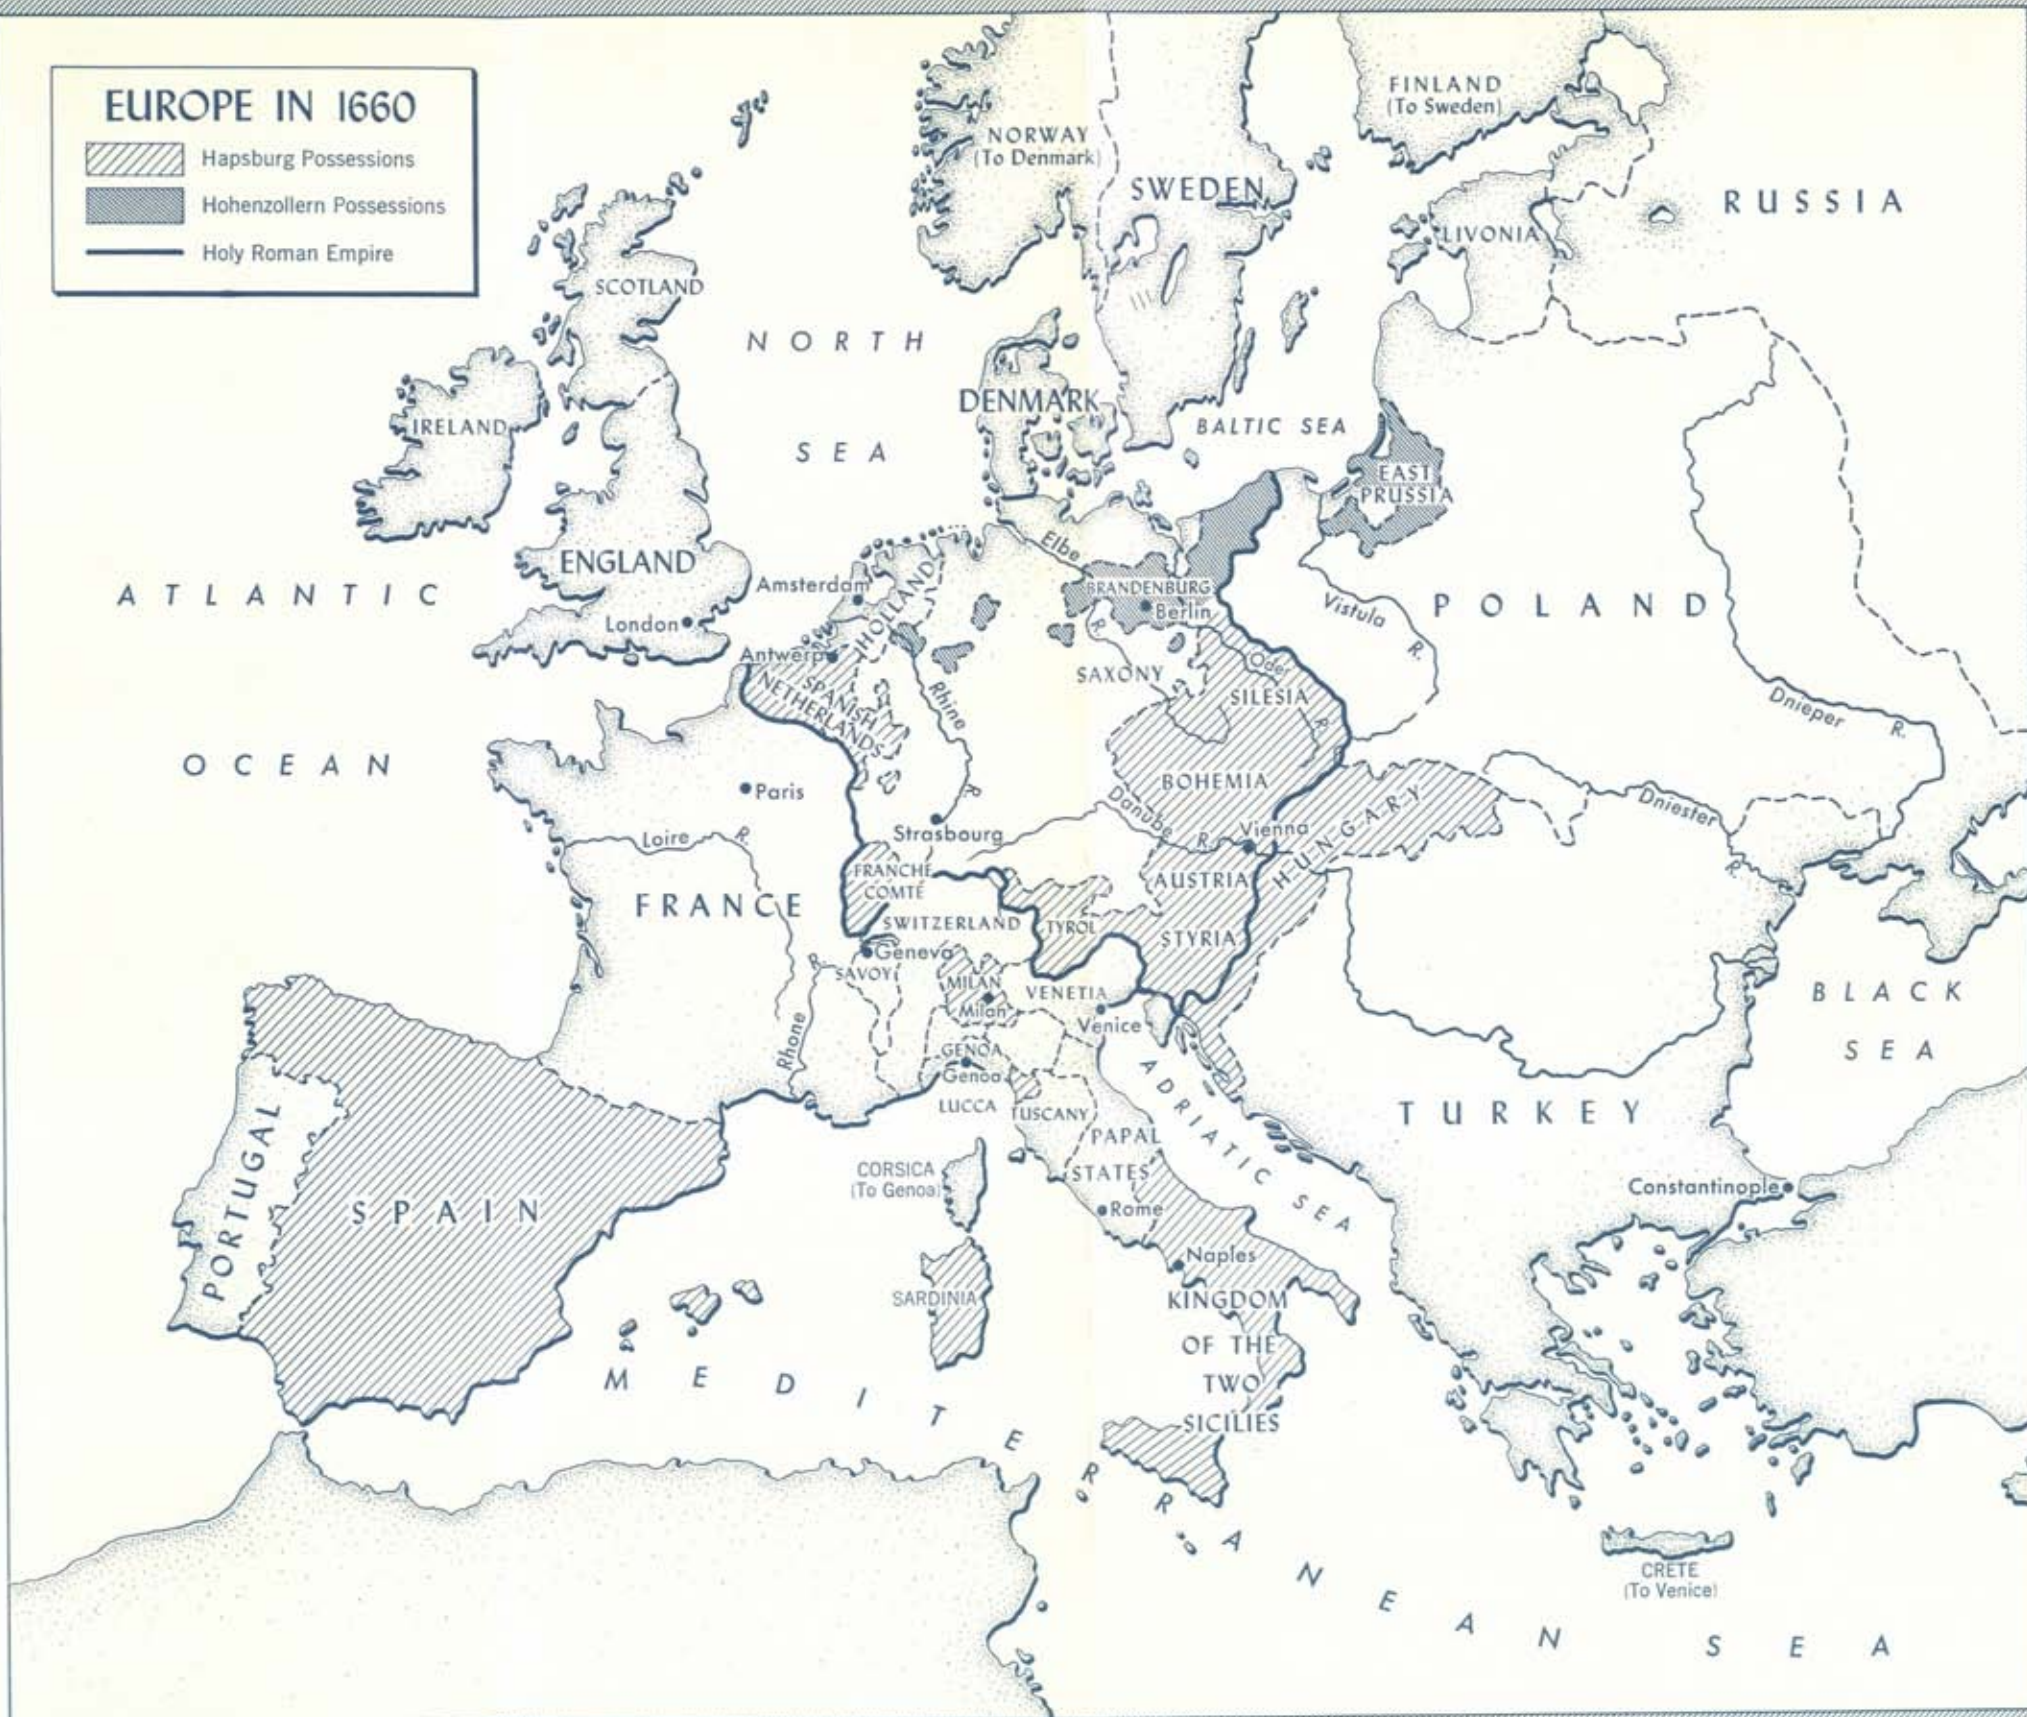 EUROPE IN 1660
Hapsburg Possessions
Hohenzollern Possessions
Holy Roman Empire
FINLAND
(To Sweden)
NORWAY
(To Denmark)
SWEDEN
RUSSIA
LIVONIA
SCOTLAND
NORTH
SEA
DENMARK
BALTIC SEA
IRELAND
EAST
PRUSSIA
ENGLAND
London
ATLANTIC
OCEAN
Amsterdam
HOLLAND
Elbe
R.
BRANDENBURG
Berlin
POLAND
Vistula
R.
Antwerp
SPANISH
NETHERLANDS
Rhine
R.
SAXONY
Oder
R.
SILESIA
Dnieper
R.
Paris
BOHEMIA
Danube
R.
Vienna
HUNGARY
Dniester
R.
Strasbourg
Loire
R.
FRANCE
FRANCHE
COMTÉ
AUSTRIA
SWITZERLAND
TYROL
STYRIA
Geneva
SAVOY
R.
Rhone
MILAN
Milan
VENETIA
Venice
BLACK
SEA
GENOA
Genoa
LUCCA
TUSCANY
ADRIATIC SEA
TURKEY
PAPAL
STATES
PORTUGAL
SPAIN
CORSICA
(To Genoa)
Rome
Constantinople
Naples
SARDINIA
KINGDOM
OF THE
TWO
SICILIES
MEDITERRANEAN SEA
CRETE
(To Venice)